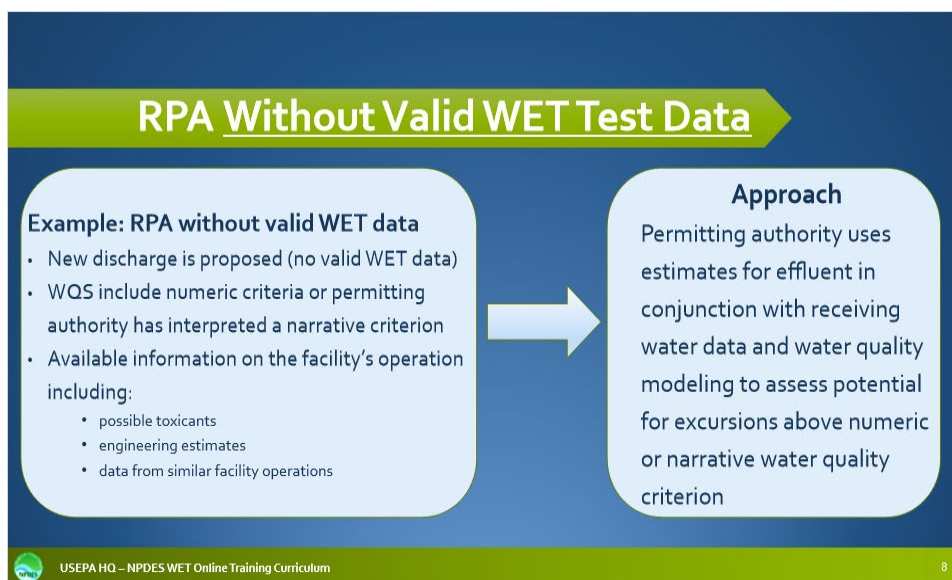 RPA Without Valid WET Test Data
Example: RPA without valid WET data
• New discharge is proposed (no valid WET data)
• WQS include numeric criteria or permitting
authority has interpreted a narrative criterion
• Available information on the facility's operation
including:
• possible toxicants
• engineering estimates
• data from similar facility operations
Approach
Permitting authority uses
estimates for effluent in
conjunction with receiving
water data and water quality
modeling to assess potential
for excursions above numeric
or narrative water quality
criterion
NPDES
USEPA HQ – NPDES WET Online Training Curriculum
8